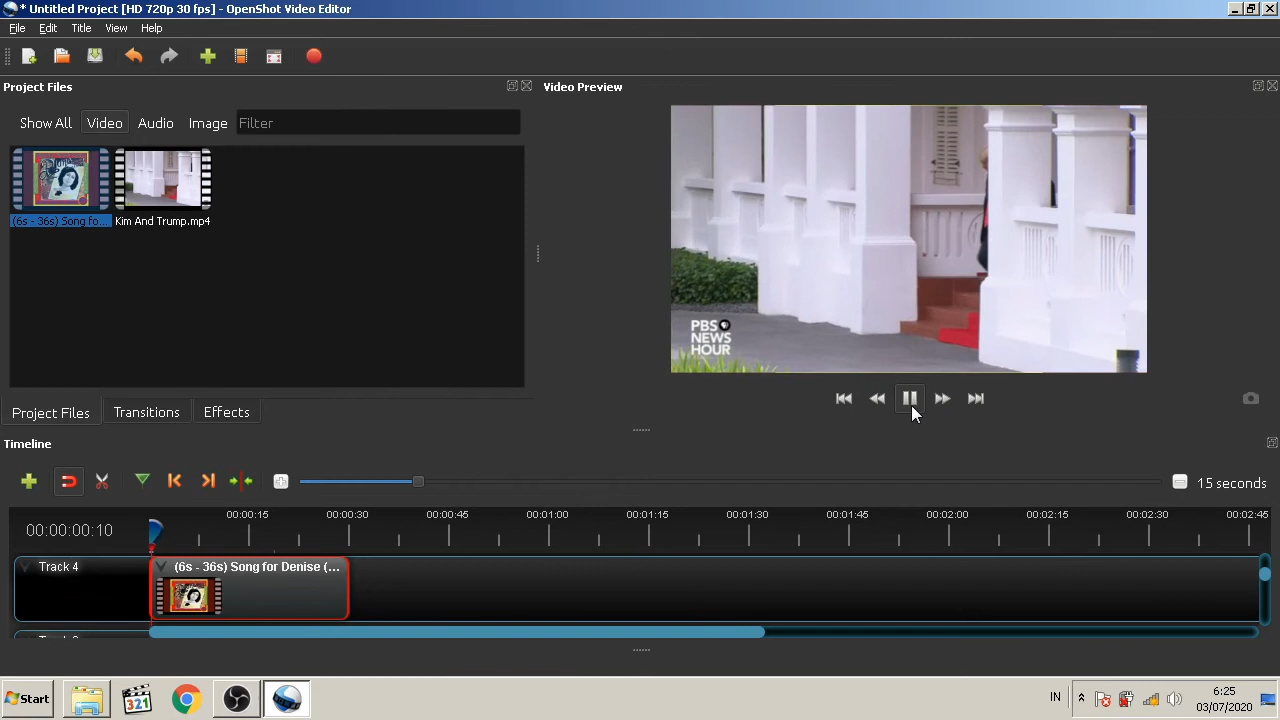 * Untitled Project [HD 720p 30 fps] - OpenShot Video Editor
File Edit Title View Help
Project Files
Video Preview
Show All Video Audio Image Filter
(6s - 36s) Song fo...
Kim And Trump.mp4
PBS
NEWS
HOUR
Project Files Transitions Effects
Timeline
15 seconds
00:00:00:10
00:00:15 00:00:30 00:00:45 00:01:00 00:01:15 00:01:30 00:01:45 00:02:00 00:02:15 00:02:30 00:02:45
Track 4
(6s - 36s) Song for Denise (...
Start
321
IN
6:25
03/07/2020